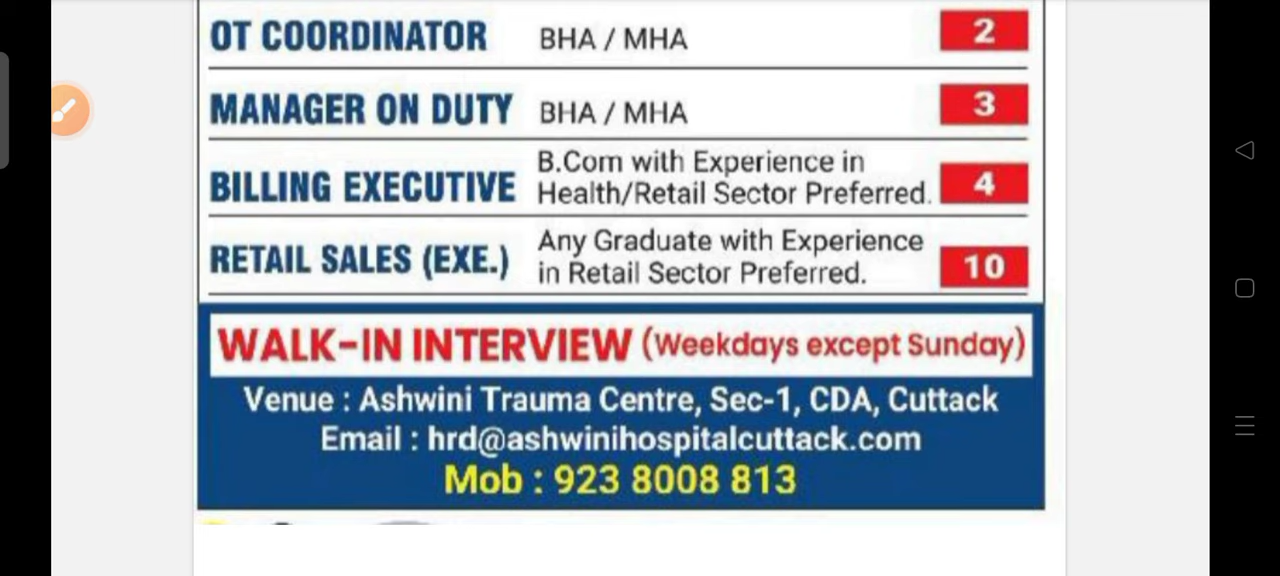 OT COORDINATOR BHA / MHA 2
MANAGER ON DUTY BHA / MHA 3
BILLING EXECUTIVE B.Com with Experience in
Health/Retail Sector Preferred. 4
RETAIL SALES (EXE.) Any Graduate with Experience
in Retail Sector Preferred. 10
WALK-IN INTERVIEW (Weekdays except Sunday)
Venue : Ashwini Trauma Centre, Sec-1, CDA, Cuttack
Email : hrd@ashwinihospitalcuttack.com
Mob : 923 8008 813